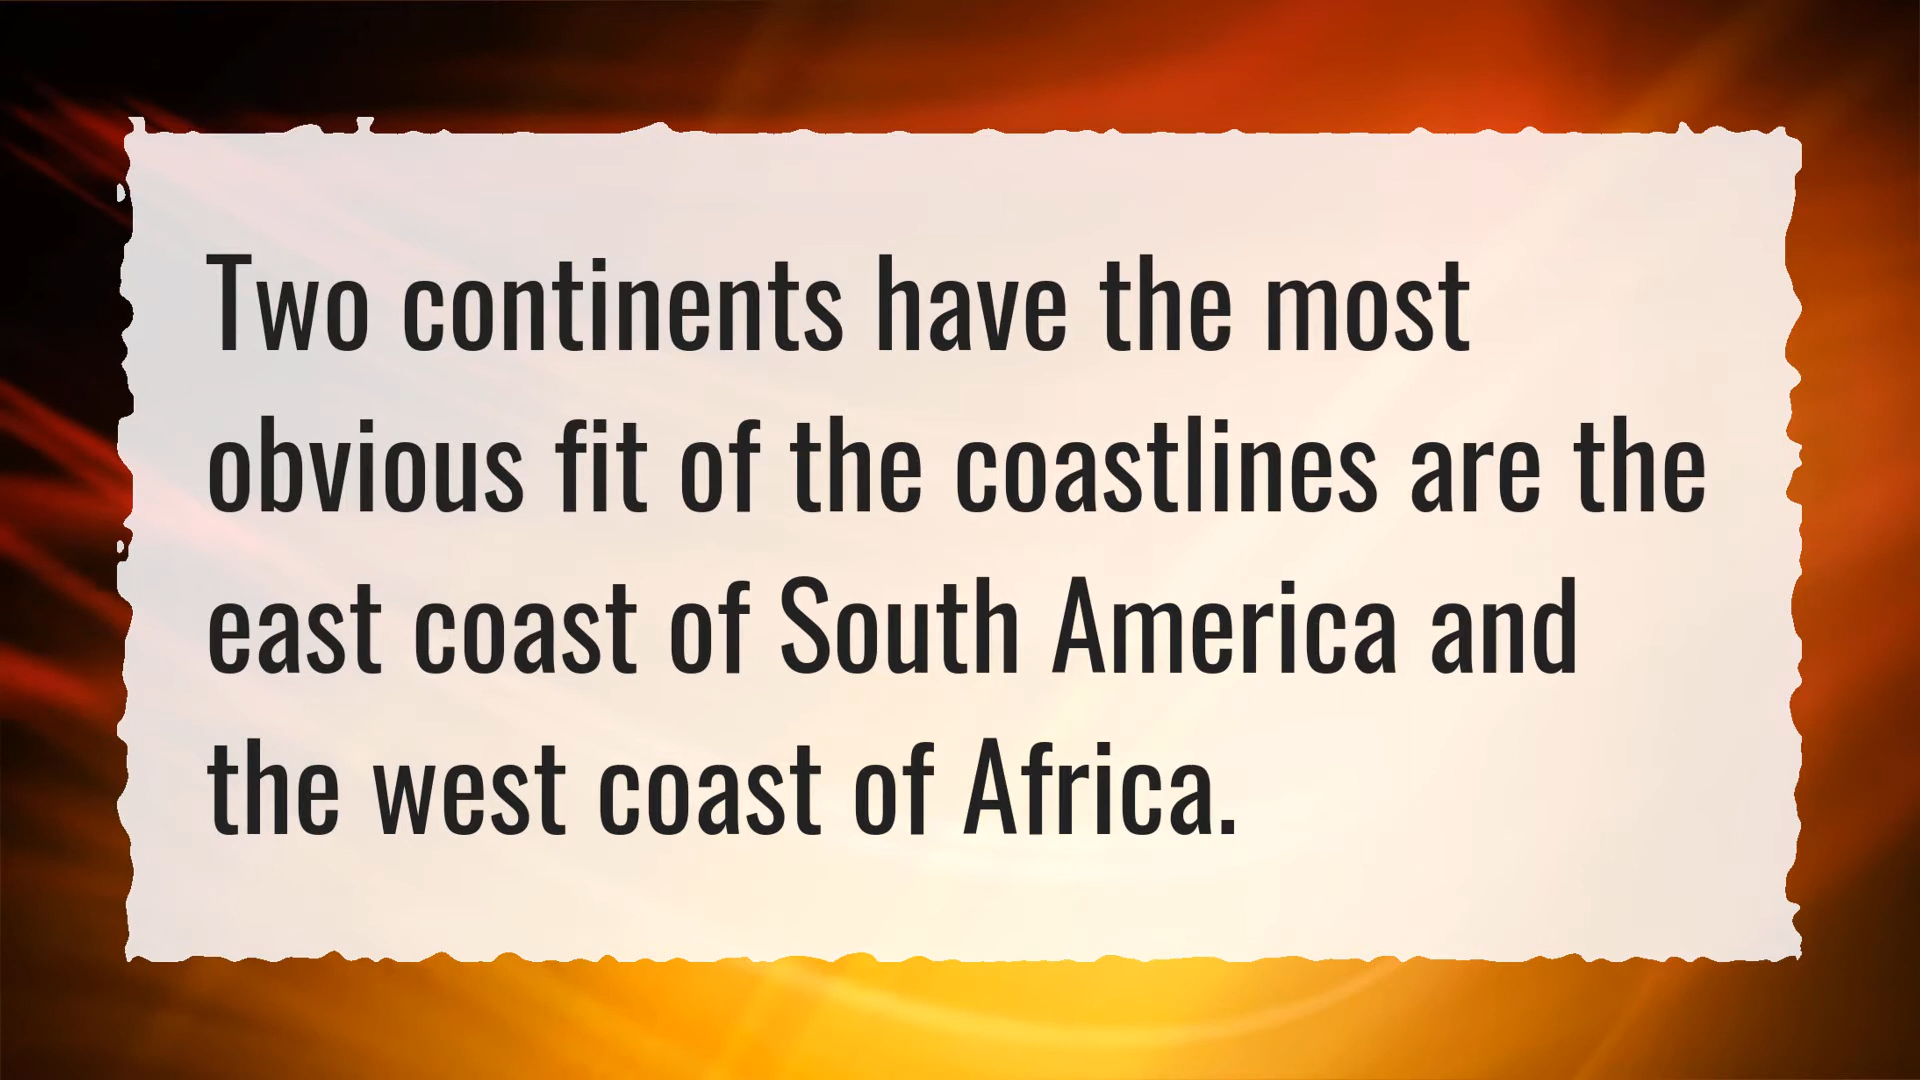 Two continents have the most
obvious fit of the coastlines are the
east coast of South America and
the west coast of Africa.